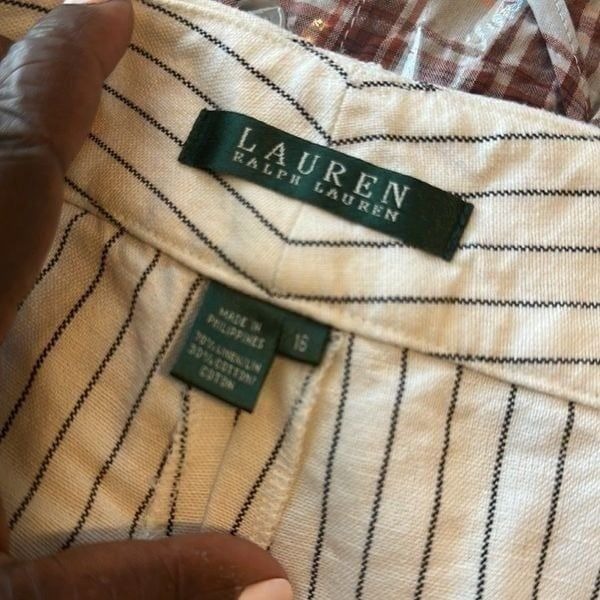 LAUREN
RALPH LAUREN
MADE IN
PHILIPPINES
70% LINEN/LIN
30% COTTON/
COTON
16